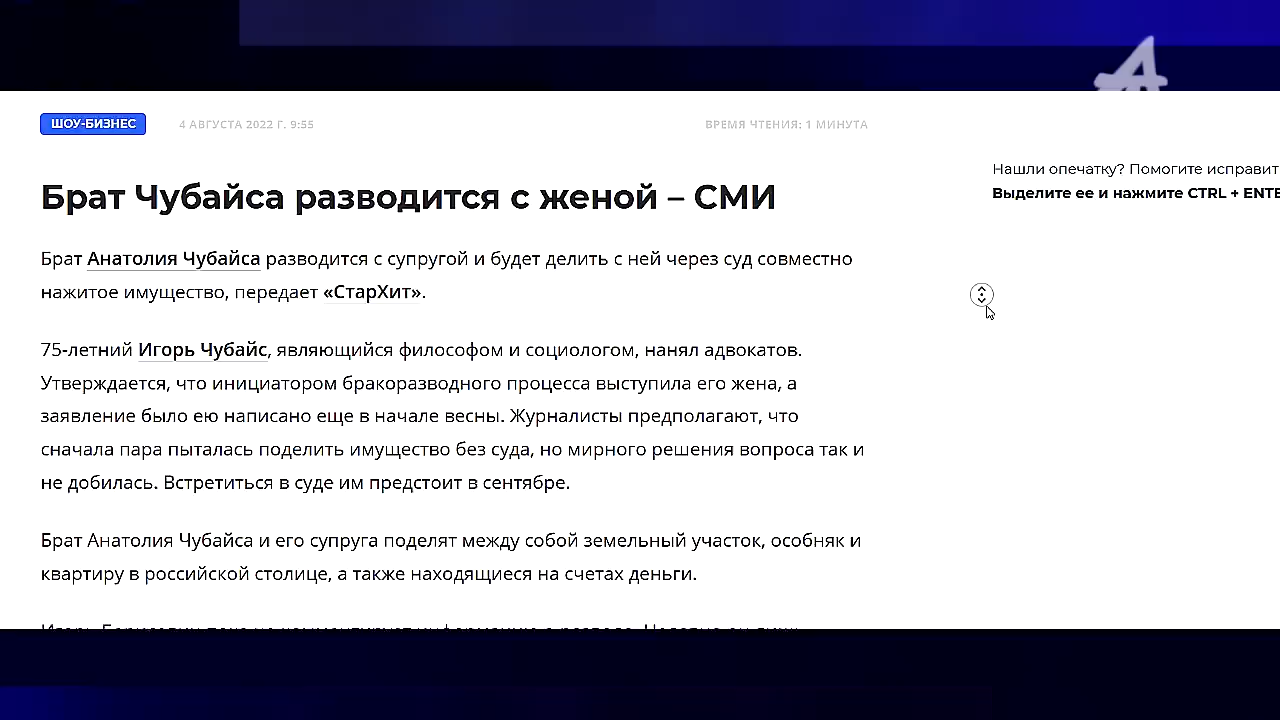 ШОУ-БИЗНЕС
4 АВГУСТА 2022 Г. 9:55
ВРЕМЯ ЧТЕНИЯ: 1 МИНУТА
Нашли опечатку? Помогите исправит
Выделите ее и нажмите CTRL + ENTE
Брат Чубайса разводится с женой – СМИ
Брат Анатолия Чубайса разводится с супругой и будет делить с ней через суд совместно
нажитое имущество, передает «СтарХит».
75-летний Игорь Чубайс, являющийся философом и социологом, нанял адвокатов.
Утверждается, что инициатором бракоразводного процесса выступила его жена, а
заявление было ею написано еще в начале весны. Журналисты предполагают, что
сначала пара пыталась поделить имущество без суда, но мирного решения вопроса так и
не добилась. Встретиться в суде им предстоит в сентябре.
Брат Анатолия Чубайса и его супруга поделят между собой земельный участок, особняк и
квартиру в российской столице, а также находящиеся на счетах деньги.